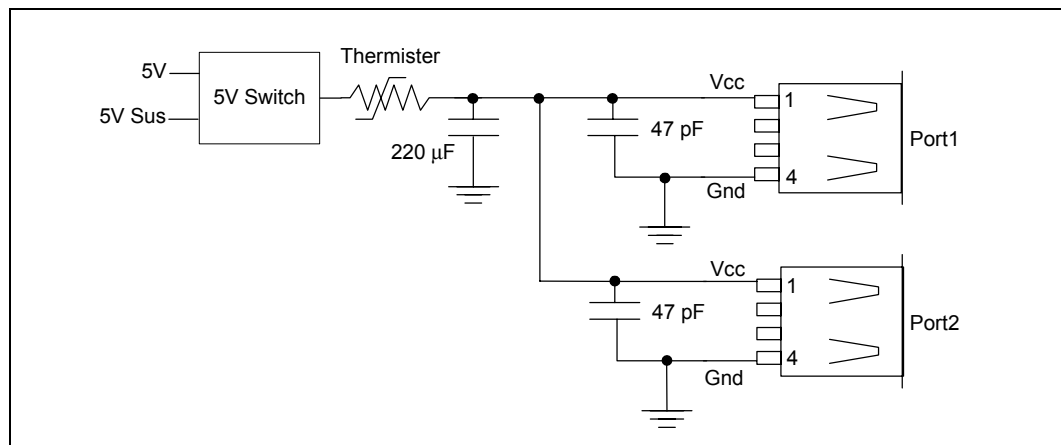 Thermister
5V
5V Switch
5V Sus
220 µF
47 pF
Vcc
1
4
Gnd
Port1
47 pF
Vcc
1
4
Gnd
Port2